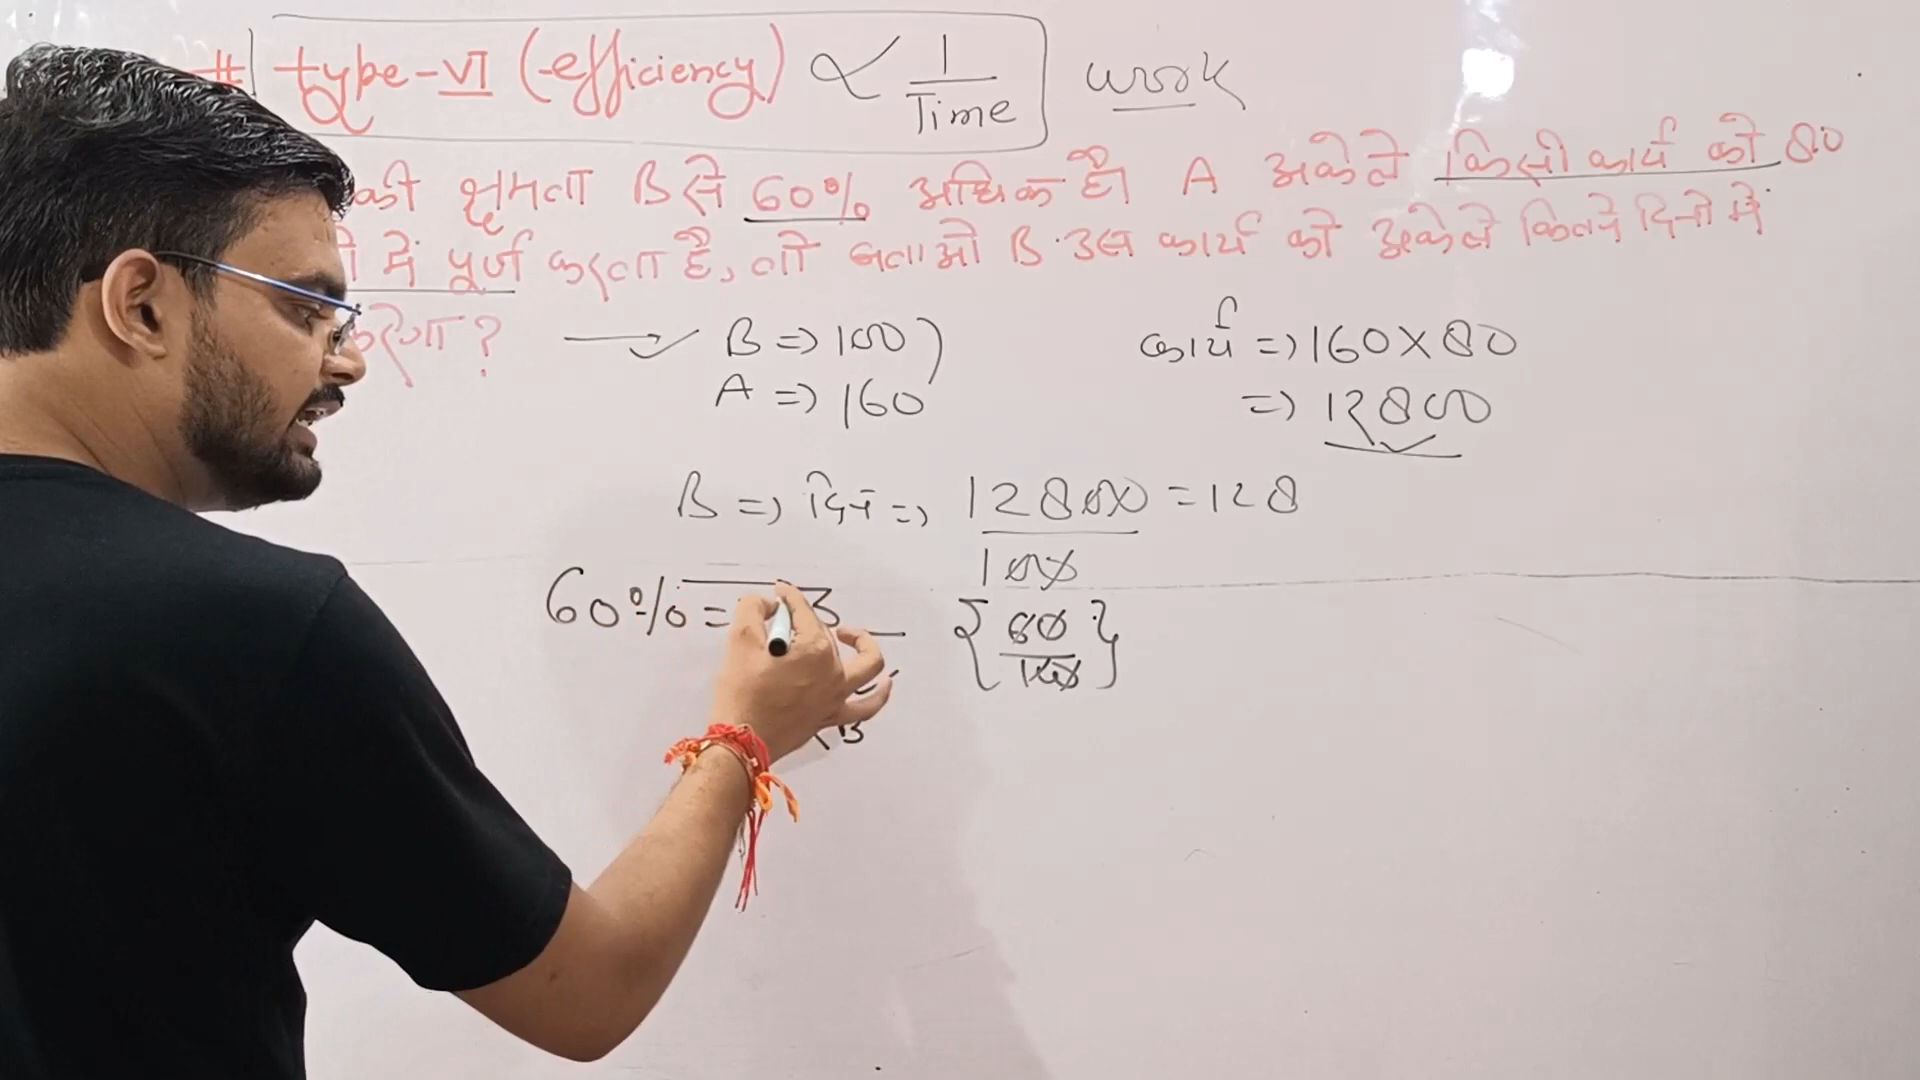 # type-VI (efficiency) ∝ 1/Time work
की क्षमता B से 60% अधिक है। A अकेले किसी कार्य को 80
में पूर्ण करता है, तो बताओ B उस कार्य को अकेले कितने दिनों में
करेगा?
B => 100
A => 160
कार्य => 160×80
=> 12800
B => दिन => 12800/100 = 128
60% = 3
{60/100}
B